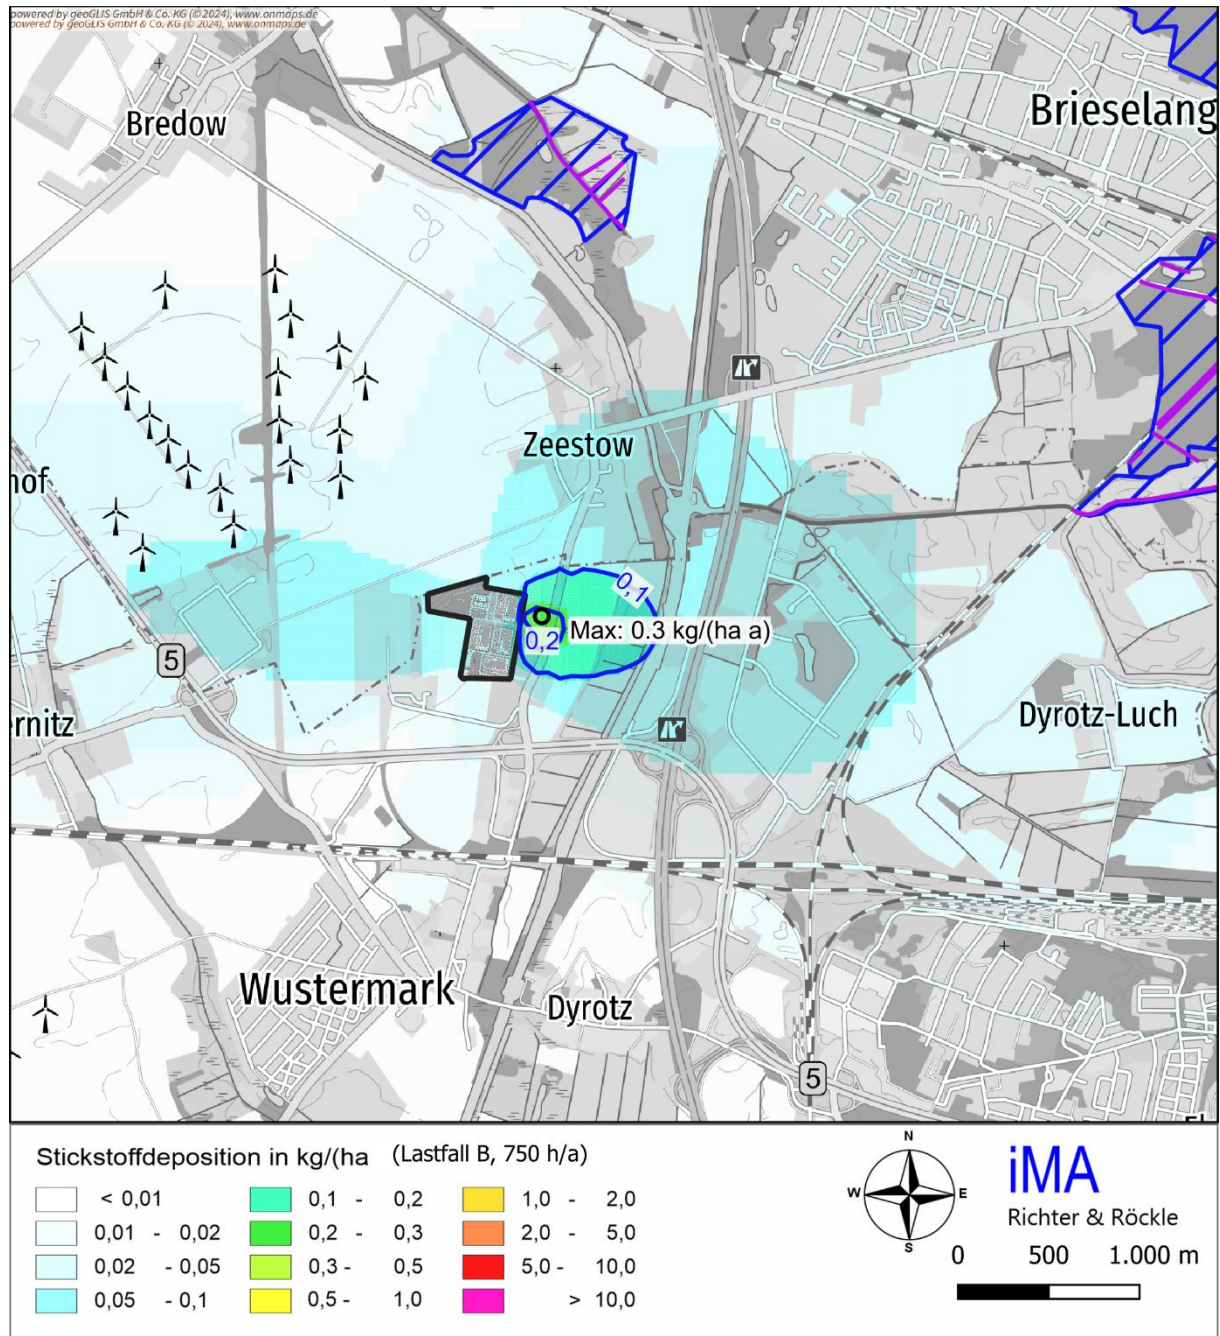 powered by geoGLIS GmbH & Co. KG (©2024), www.onmaps.de
powered by geoGLIS GmbH & Co. KG (© 2024), www.onmaps.de
Bredow
Brieselang
Zeestow
hof
0,1
Max: 0.3 kg/(ha a)
0,2
5
ernitz
Dyrotz-Luch
Wustermark
Dyrotz
5
Stickstoffdeposition in kg/(ha (Lastfall B, 750 h/a)
< 0,01
0,01 - 0,02
0,02 - 0,05
0,05 - 0,1
0,1 - 0,2
0,2 - 0,3
0,3 - 0,5
0,5 - 1,0
1,0 - 2,0
2,0 - 5,0
5,0 - 10,0
> 10,0
N
W E
S
iMA
Richter & Röckle
0 500 1.000 m